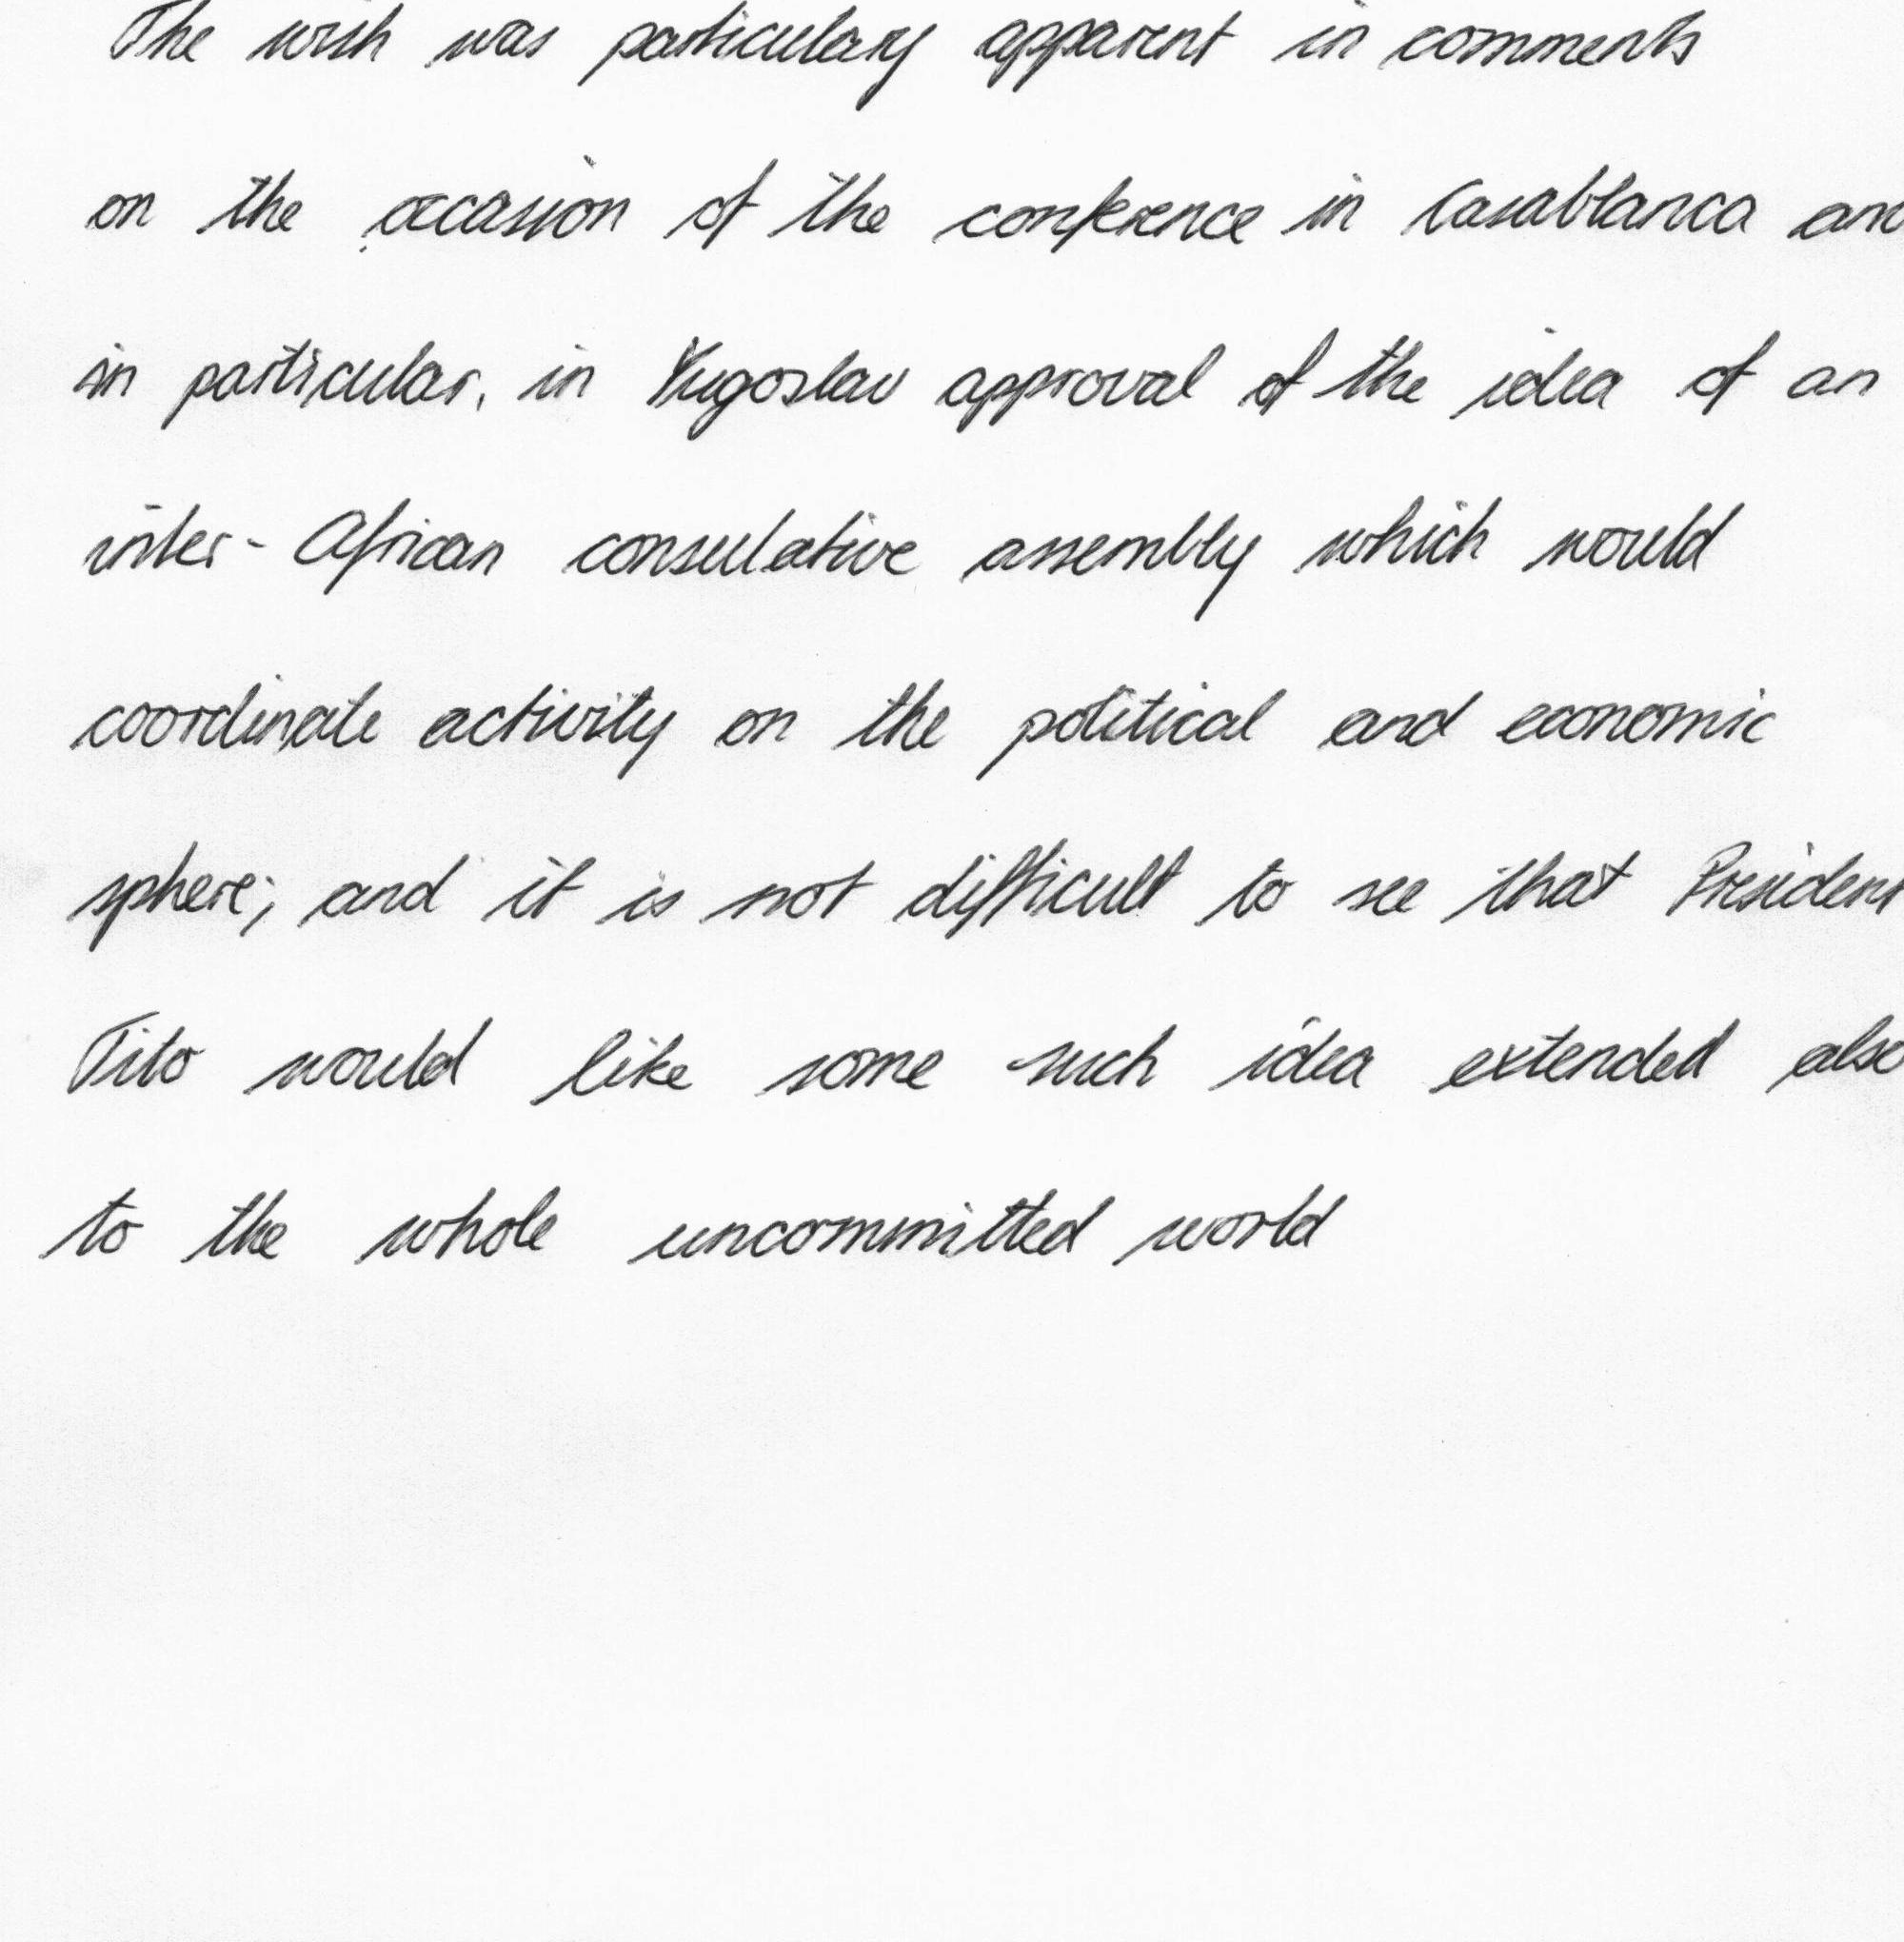 The wish was particulary apparent in comments
on the occasion of the conference in Casablanca and
in particular, in Yugoslav approval of the idea of an
inter-African consulative assembly which would
coordinate activity on the political and economic
sphere; and it is not difficult to see that President
Tito would like some such idea extended also
to the whole uncommitted world